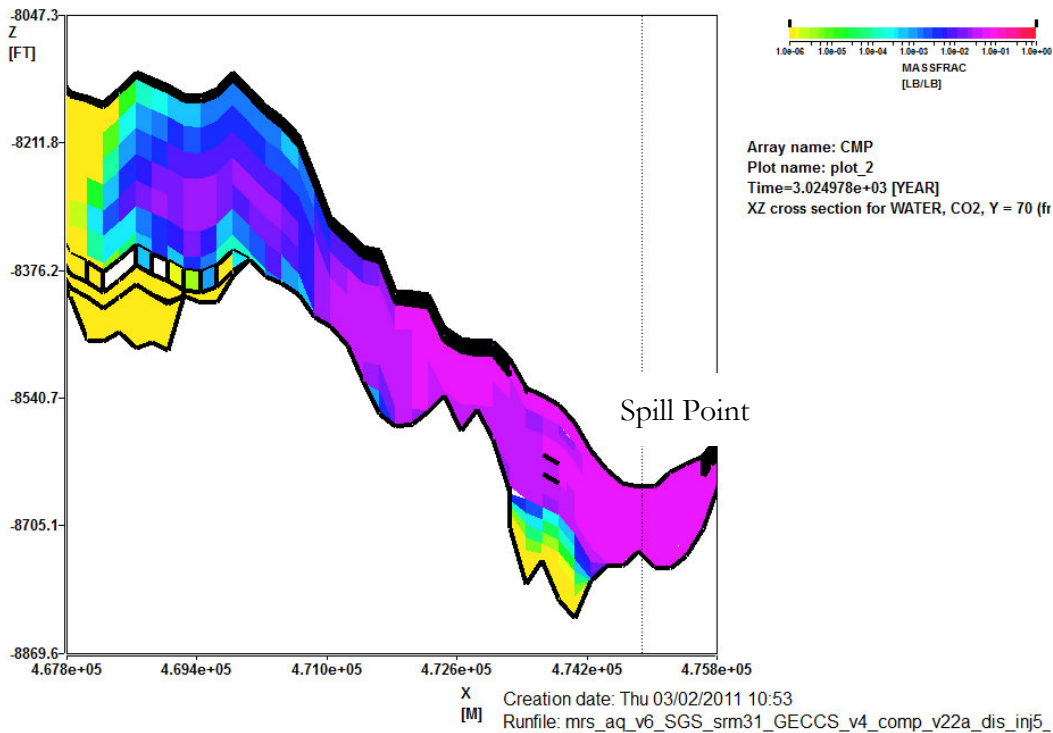 -8047.3
Z
[FT]
-8211.8
-8376.2
-8540.7
-8705.1
-8869.6
4.678e+05 4.694e+05 4.710e+05 4.726e+05 4.742e+05 4.758e+05
X
[M]
Spill Point
1.0e-06 1.0e-05 1.0e-04 1.0e-03 1.0e-02 1.0e-01 1.0e+00
MASSFRAC
[LB/LB]
Array name: CMP
Plot name: plot_2
Time=3.024978e+03 [YEAR]
XZ cross section for WATER, CO2, Y = 70 (fr
Creation date: Thu 03/02/2011 10:53
Runfile: mrs_aq_v6_SGS_srm31_GECCS_v4_comp_v22a_dis_inj5_